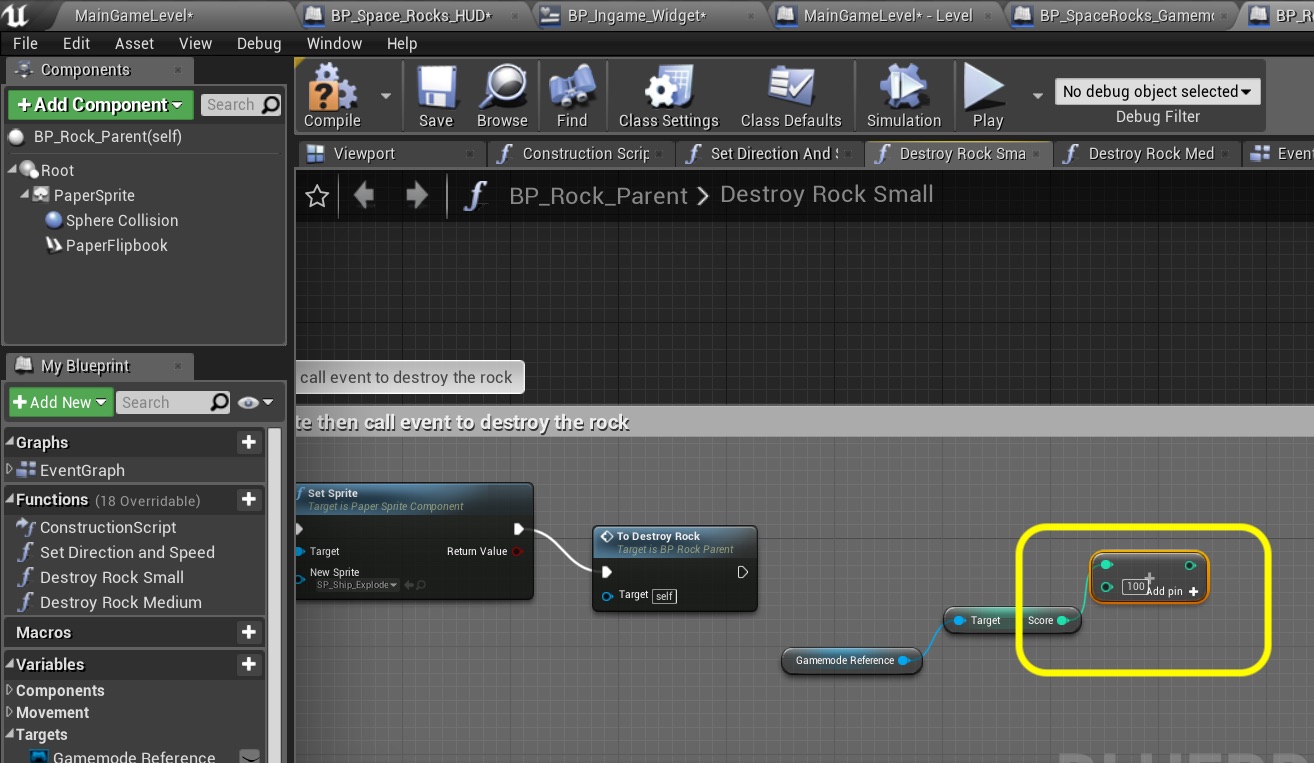 MainGameLevel*
BP_Space_Rocks_HUD*
BP_Ingame_Widget*
MainGameLevel* - Level
BP_SpaceRocks_Gamem
BP_R
File Edit Asset View Debug Window Help
Components
Add Component
Search
BP_Rock_Parent(self)
Root
PaperSprite
Sphere Collision
PaperFlipbook
My Blueprint
Add New
Search
Graphs
EventGraph
Functions (18 Overridable)
ConstructionScript
Set Direction and Speed
Destroy Rock Small
Destroy Rock Medium
Macros
Variables
Components
Movement
Targets
Gamemode Reference
Compile
Save
Browse
Find
Class Settings
Class Defaults
Simulation
Play
No debug object selected
Debug Filter
Viewport
Construction Scrip
Set Direction And S
Destroy Rock Sma
Destroy Rock Med
Event
BP_Rock_Parent > Destroy Rock Small
call event to destroy the rock
te then call event to destroy the rock
Set Sprite
Target is Paper Sprite Component
Target
Return Value
New Sprite
SP_Ship_Explode
To Destroy Rock
Target is BP Rock Parent
Target self
Gamemode Reference
Target Score
100
Add pin +